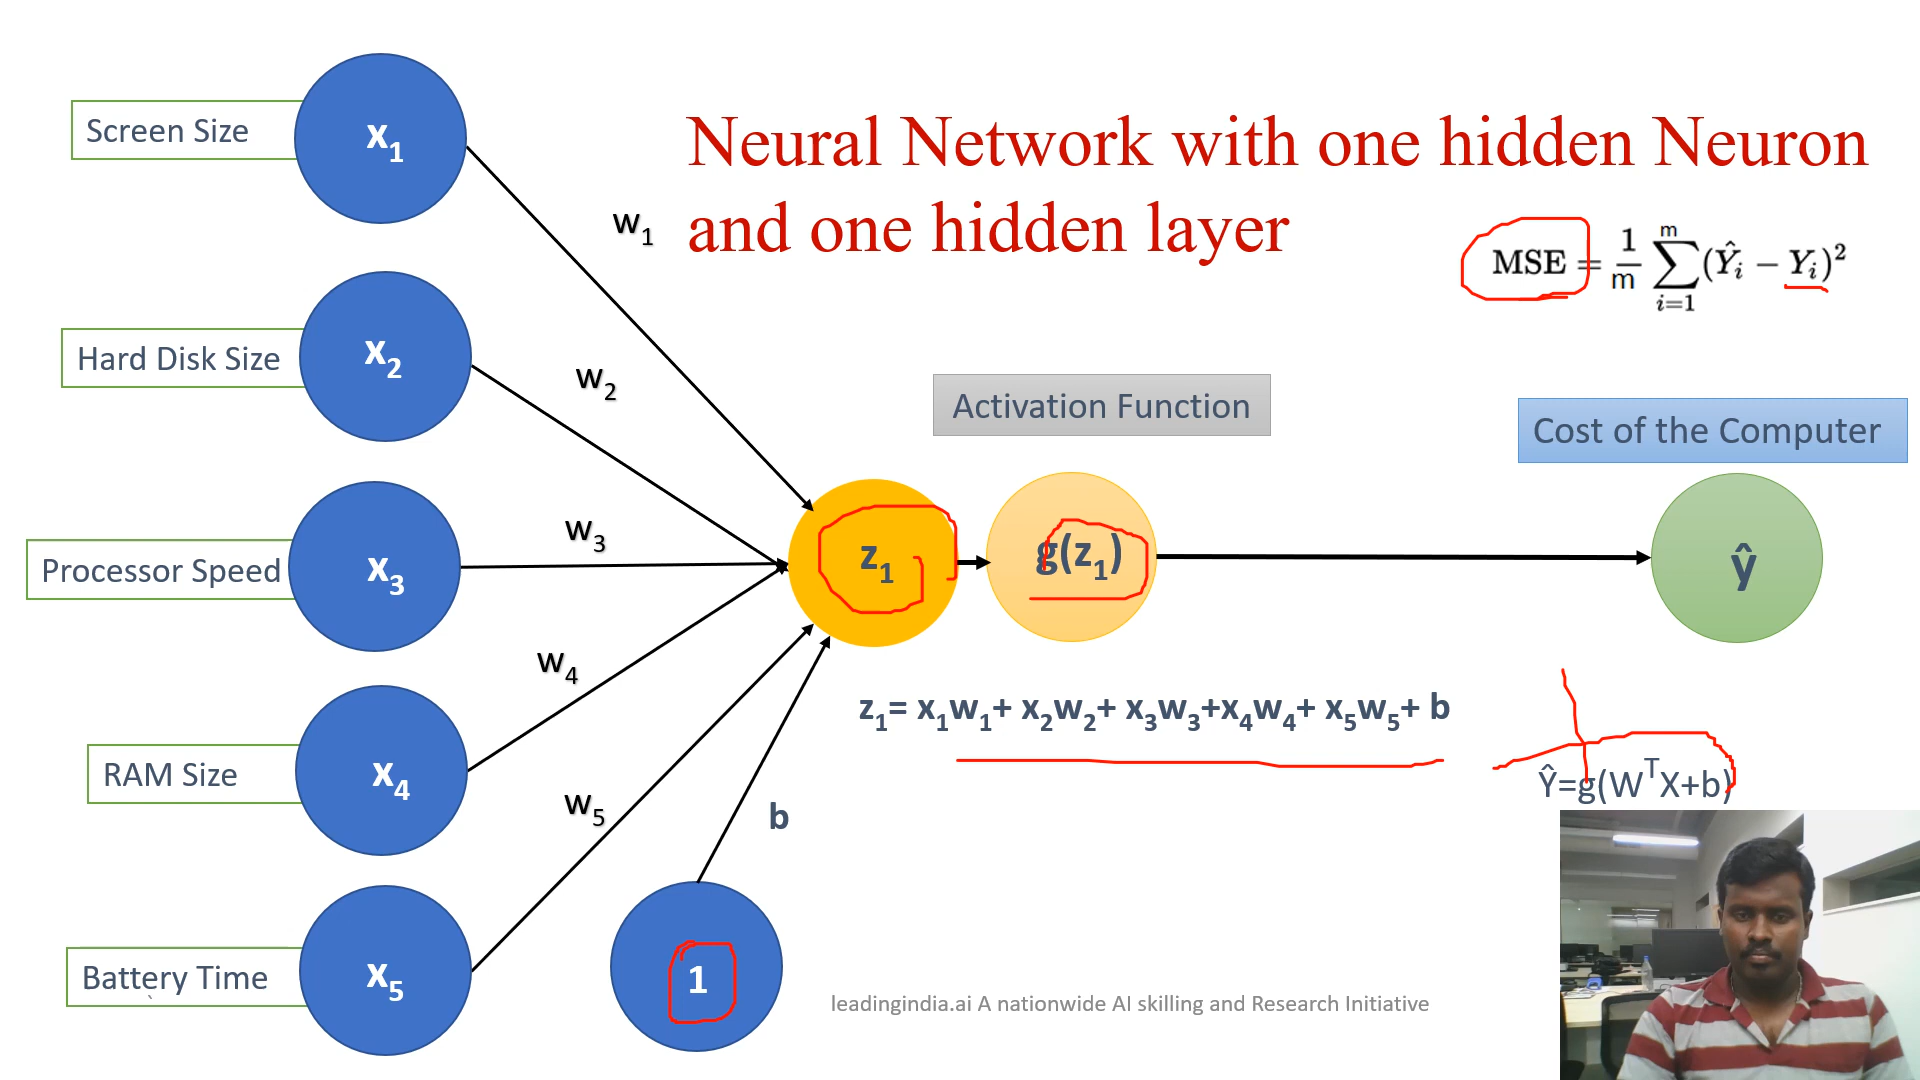 Neural Network with one hidden Neuron
and one hidden layer
MSE = 1/m ∑ᵢ₌₁ᵐ (Ŷᵢ − Yᵢ)²
Screen Size
x₁
w₁
Hard Disk Size
x₂
w₂
Activation Function
Cost of the Computer
Processor Speed
x₃
w₃
z₁
g(z₁)
ŷ
RAM Size
x₄
w₄
z₁= x₁w₁+ x₂w₂+ x₃w₃+x₄w₄+ x₅w₅+ b
Ŷ=g(WᵀX+b)
Battery Time
x₅
w₅
b
1
leadingindia.ai A nationwide AI skilling and Research Initiative